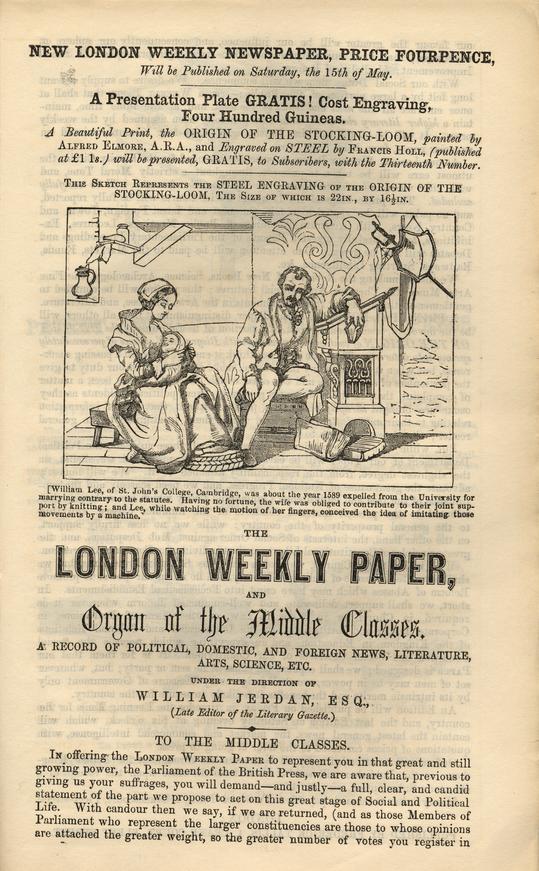 NEW LONDON WEEKLY NEWSPAPER, PRICE FOURPENCE,
Will be Published on Saturday, the 15th of May.
A Presentation Plate GRATIS! Cost Engraving,
Four Hundred Guineas.
A Beautiful Print, the ORIGIN OF THE STOCKING-LOOM, painted by
ALFRED ELMORE, A.R.A., and Engraved on STEEL by FRANCIS HOLL, (published
at £1 1s.) will be presented, GRATIS, to Subscribers, with the Thirteenth Number.
THIS SKETCH REPRESENTS THE STEEL ENGRAVING OF THE ORIGIN OF THE
STOCKING-LOOM, THE SIZE OF WHICH IS 22IN., BY 16½IN.
[William Lee, of St. John's College, Cambridge, was about the year 1589 expelled from the University for
marrying contrary to the statutes. Having no fortune, the wife was obliged to contribute to their joint sup-
port by knitting; and Lee, while watching the motion of her fingers, conceived the idea of imitating those
movements by a machine."
THE
LONDON WEEKLY PAPER,
AND
Organ of the Middle Classes.
A RECORD OF POLITICAL, DOMESTIC, AND FOREIGN NEWS, LITERATURE,
ARTS, SCIENCE, ETC.
UNDER THE DIRECTION OF
WILLIAM JERDAN, ESQ.,
(Late Editor of the Literary Gazette.)
TO THE MIDDLE CLASSES.
IN offering the LONDON WEEKLY PAPER to represent you in that great and still
growing power, the Parliament of the British Press, we are aware that, previous to
giving us your suffrages, you will demand—and justly—a full, clear, and candid
statement of the part we propose to act on this great stage of Social and Political
Life. With candour then we say, if we are returned, (and as those Members of
Parliament who represent the larger constituencies are those to whose opinions
are attached the greater weight, so the greater number of votes you register in